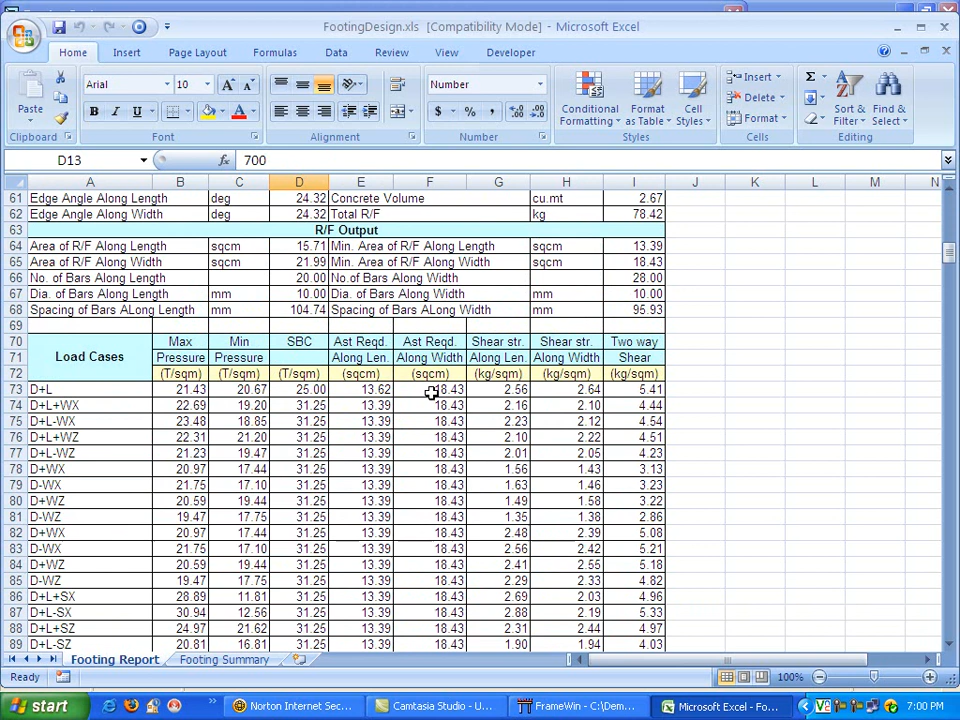 FootingDesign.xls [Compatibility Mode] - Microsoft Excel
Home Insert Page Layout Formulas Data Review View Developer
Paste Arial 10 Number Conditional Formatting Format as Table Cell Styles Insert Delete Format Sort & Filter Find & Select
Clipboard Font Alignment Number Styles Cells Editing
D13 fx 700
A B C D E F G H I J K L M N
61 Edge Angle Along Length deg 24.32 Concrete Volume cu.mt 2.67
62 Edge Angle Along Width deg 24.32 Total R/F kg 78.42
63 R/F Output
64 Area of R/F Along Length sqcm 15.71 Min. Area of R/F Along Length sqcm 13.39
65 Area of R/F Along Width sqcm 21.99 Min. Area of R/F Along Width sqcm 18.43
66 No. of Bars Along Length 20.00 No.of Bars Along Width 28.00
67 Dia. of Bars Along Length mm 10.00 Dia. of Bars Along Width mm 10.00
68 Spacing of Bars ALong Length mm 104.74 Spacing of Bars Along Width mm 95.93
69
70 Max Min SBC Ast Reqd. Ast Reqd. Shear str. Shear str. Two way
71 Load Cases Pressure Pressure Along Len. Along Width Along Len. Along Width Shear
72 (T/sqm) (T/sqm) (T/sqm) (sqcm) (sqcm) (kg/sqm) (kg/sqm) (kg/sqm)
73 D+L 21.43 20.67 25.00 13.62 18.43 2.56 2.64 5.41
74 D+L+WX 22.69 19.20 31.25 13.39 18.43 2.16 2.10 4.44
75 D+L-WX 23.48 18.85 31.25 13.39 18.43 2.23 2.12 4.54
76 D+L+WZ 22.31 21.20 31.25 13.39 18.43 2.10 2.22 4.51
77 D+L-WZ 21.23 19.47 31.25 13.39 18.43 2.01 2.05 4.23
78 D+WX 20.97 17.44 31.25 13.39 18.43 1.56 1.43 3.13
79 D-WX 21.75 17.10 31.25 13.39 18.43 1.63 1.46 3.23
80 D+WZ 20.59 19.44 31.25 13.39 18.43 1.49 1.58 3.22
81 D-WZ 19.47 17.75 31.25 13.39 18.43 1.35 1.38 2.86
82 D+WX 20.97 17.44 31.25 13.39 18.43 2.48 2.39 5.08
83 D-WX 21.75 17.10 31.25 13.39 18.43 2.56 2.42 5.21
84 D+WZ 20.59 19.44 31.25 13.39 18.43 2.41 2.55 5.18
85 D-WZ 19.47 17.75 31.25 13.39 18.43 2.29 2.33 4.82
86 D+L+SX 28.89 11.81 31.25 13.39 18.43 2.69 2.03 4.96
87 D+L-SX 30.94 12.56 31.25 13.39 18.43 2.88 2.19 5.33
88 D+L+SZ 24.97 21.62 31.25 13.39 18.43 2.31 2.44 4.97
89 D+L-SZ 20.81 16.81 31.25 13.39 18.43 1.90 1.94 4.03
Footing Report Footing Summary
Ready 100%
start Norton Internet Sec... Camtasia Studio - U... FrameWin - C:\Dem... Microsoft Excel - Fo... 7:00 PM